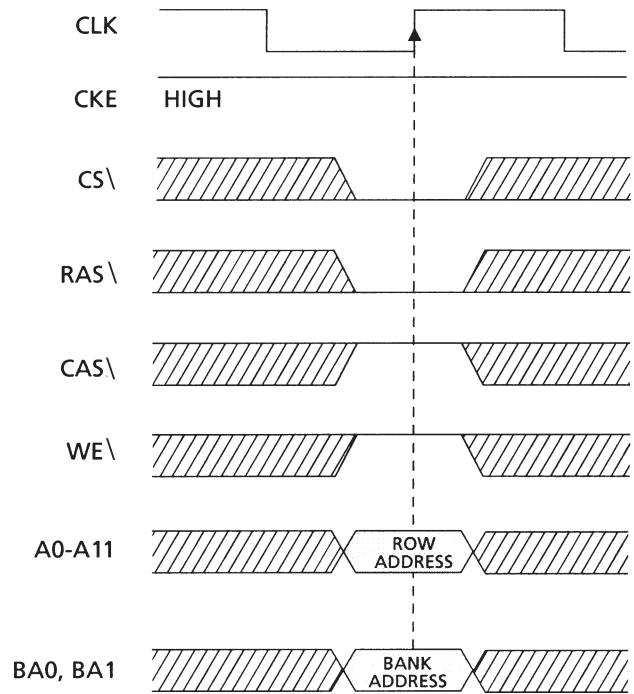 CLK
CKE HIGH
CS\
RAS\
CAS\
WE\
A0-A11
ROW
ADDRESS
BA0, BA1
BANK
ADDRESS